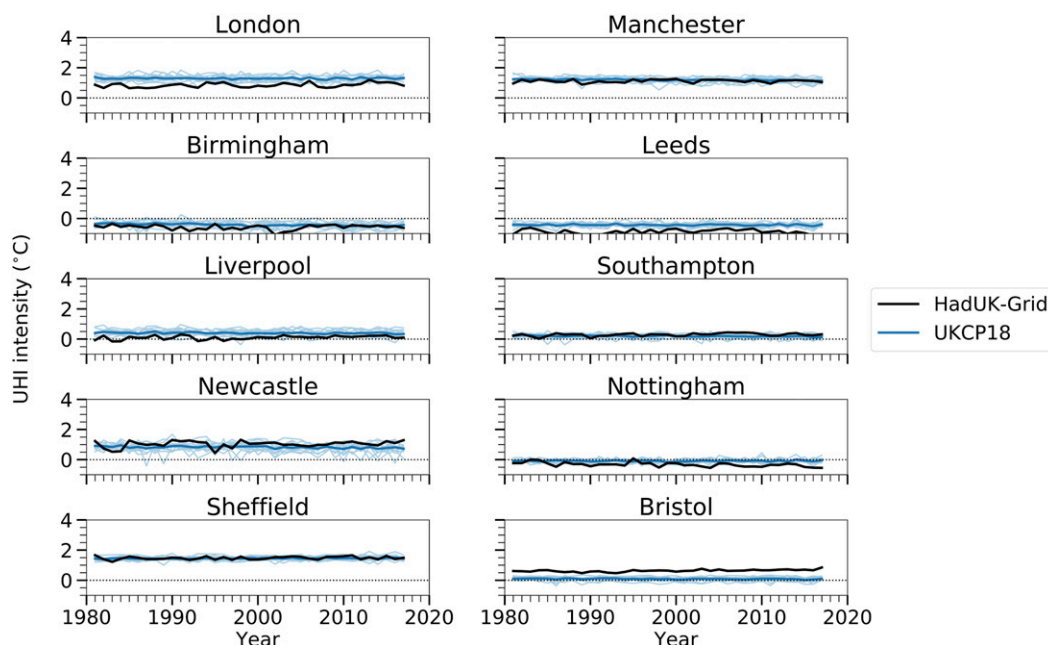 London
Manchester
4
2
0
Birmingham
Leeds
4
2
0
Liverpool
Southampton
4
2
0
UHI intensity (°C)
HadUK-Grid
UKCP18
Newcastle
Nottingham
4
2
0
Sheffield
Bristol
4
2
0
1980 1990 2000 2010 2020
1980 1990 2000 2010 2020
Year
Year